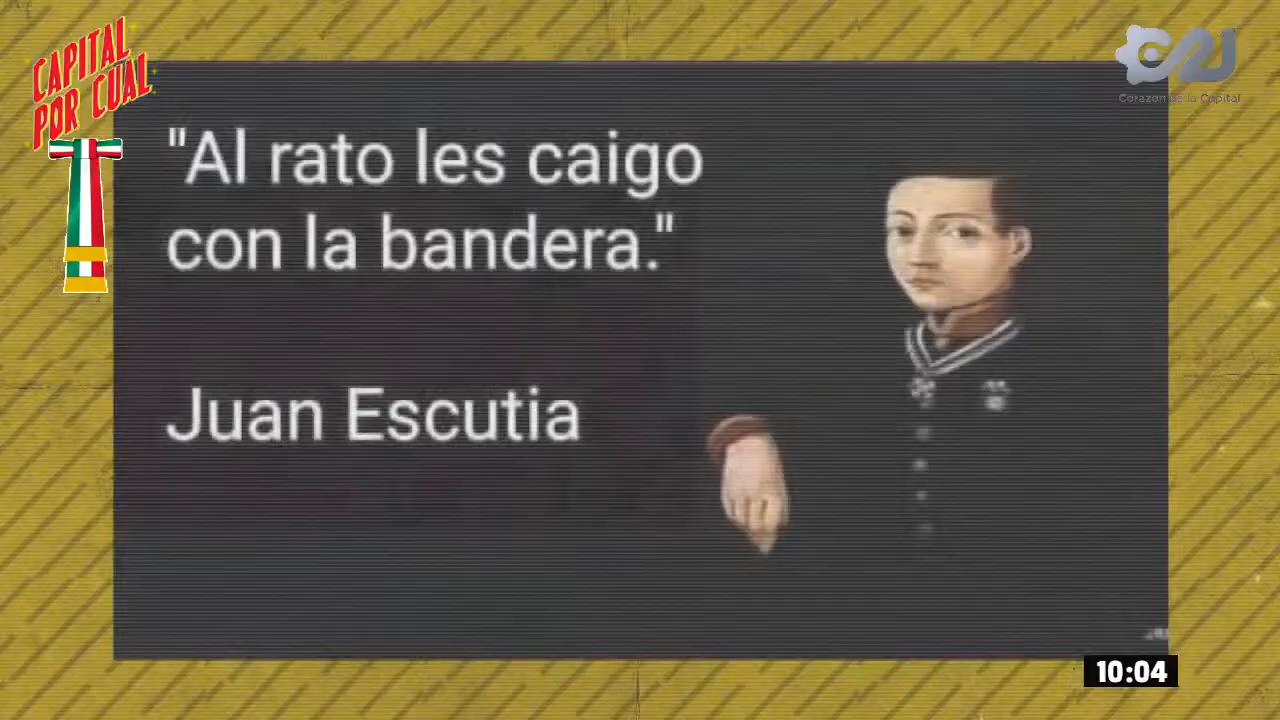 CAPITAL
POR CUAL
Corazón de la Capital
"Al rato les caigo
con la bandera."
Juan Escutia
10:04